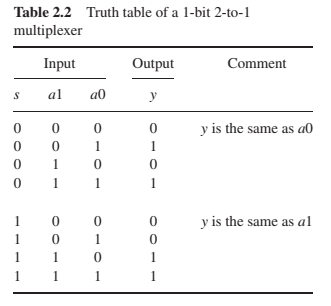 Table 2.2 Truth table of a 1-bit 2-to-1
multiplexer
Input Output Comment
s a1 a0 y
0 0 0 0 y is the same as a0
0 0 1 1
0 1 0 0
0 1 1 1
1 0 0 0 y is the same as a1
1 0 1 0
1 1 0 1
1 1 1 1